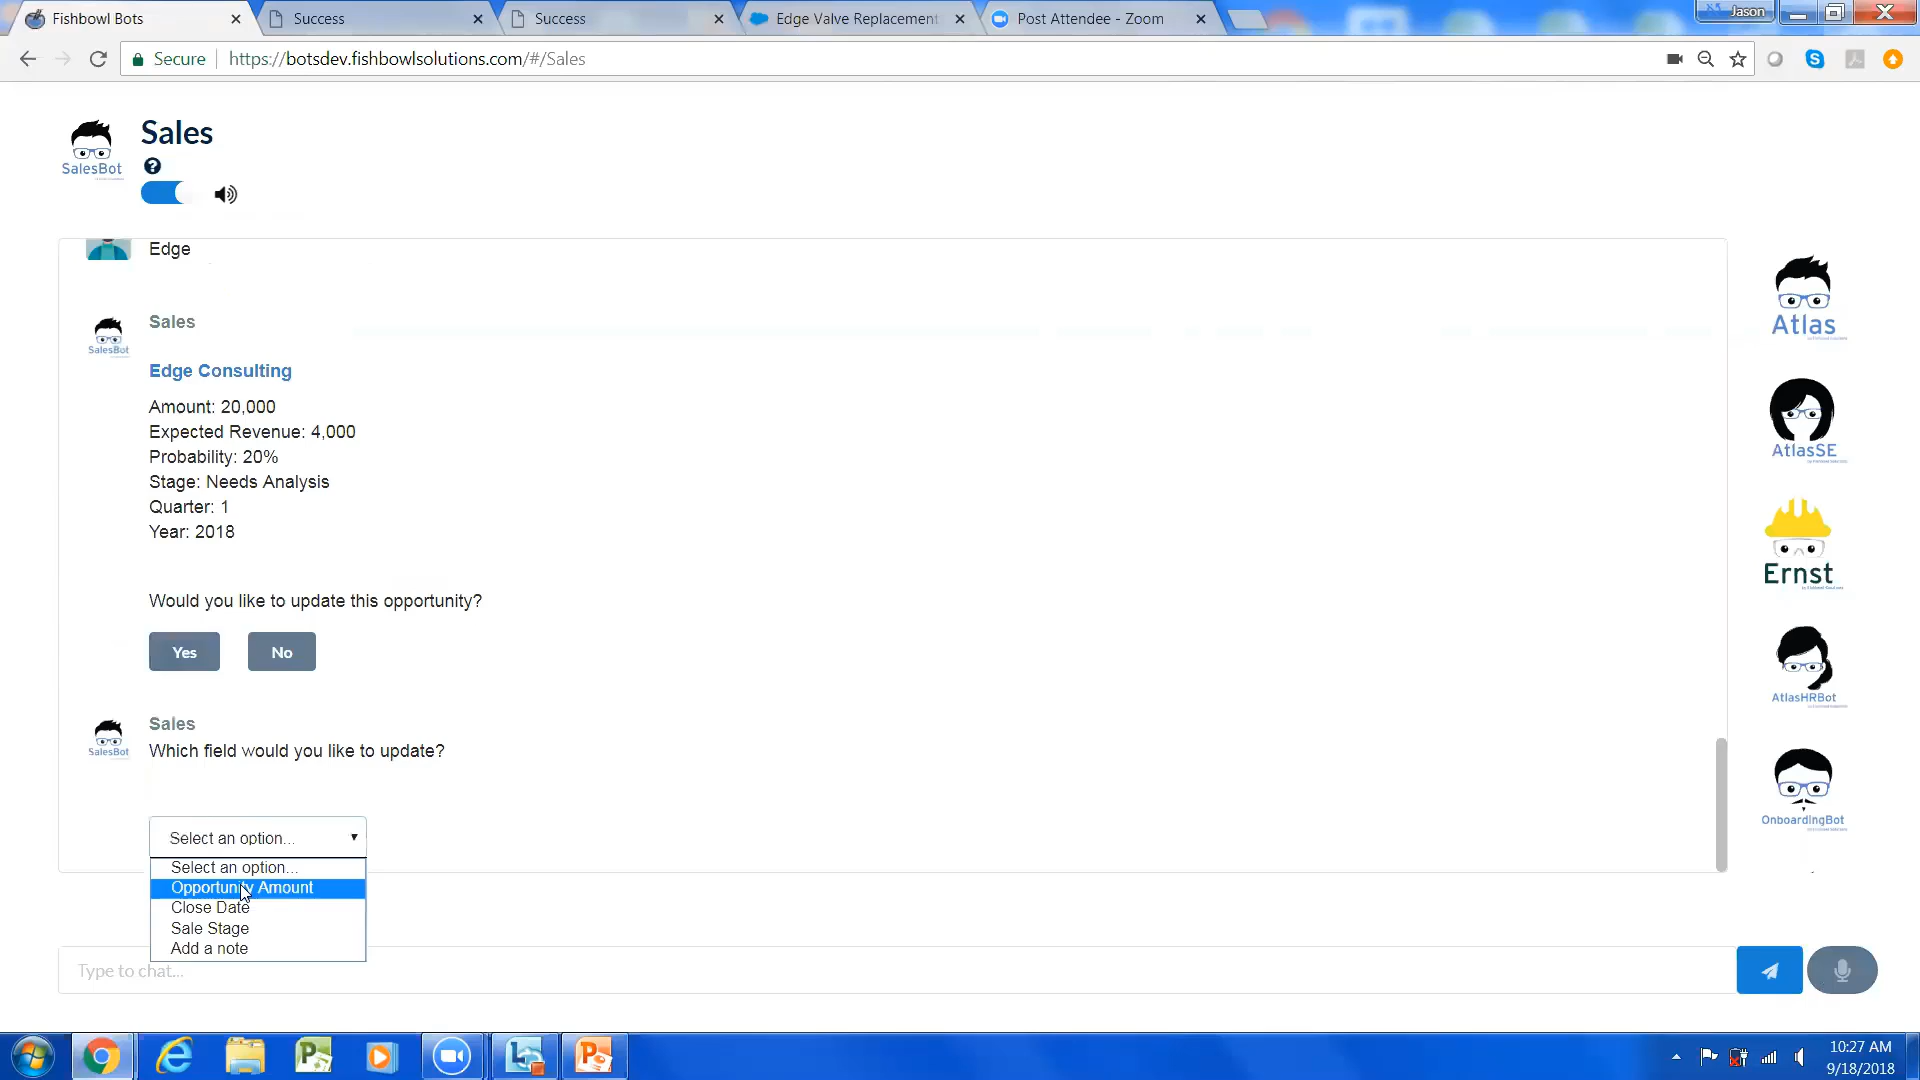 Fishbowl Bots
Success
Success
Edge Valve Replacement
Post Attendee - Zoom
Jason
Secure
https://botsdev.fishbowlsolutions.com/#/Sales
SalesBot
Sales
Edge
SalesBot
Sales
Edge Consulting
Amount: 20,000
Expected Revenue: 4,000
Probability: 20%
Stage: Needs Analysis
Quarter: 1
Year: 2018
Would you like to update this opportunity?
Yes
No
SalesBot
Sales
Which field would you like to update?
Select an option...
Select an option...
Opportunity Amount
Close Date
Sale Stage
Add a note
Type to chat...
Atlas
AtlasSE
Ernst
AtlasHRBot
OnboardingBot
10:27 AM
9/18/2018